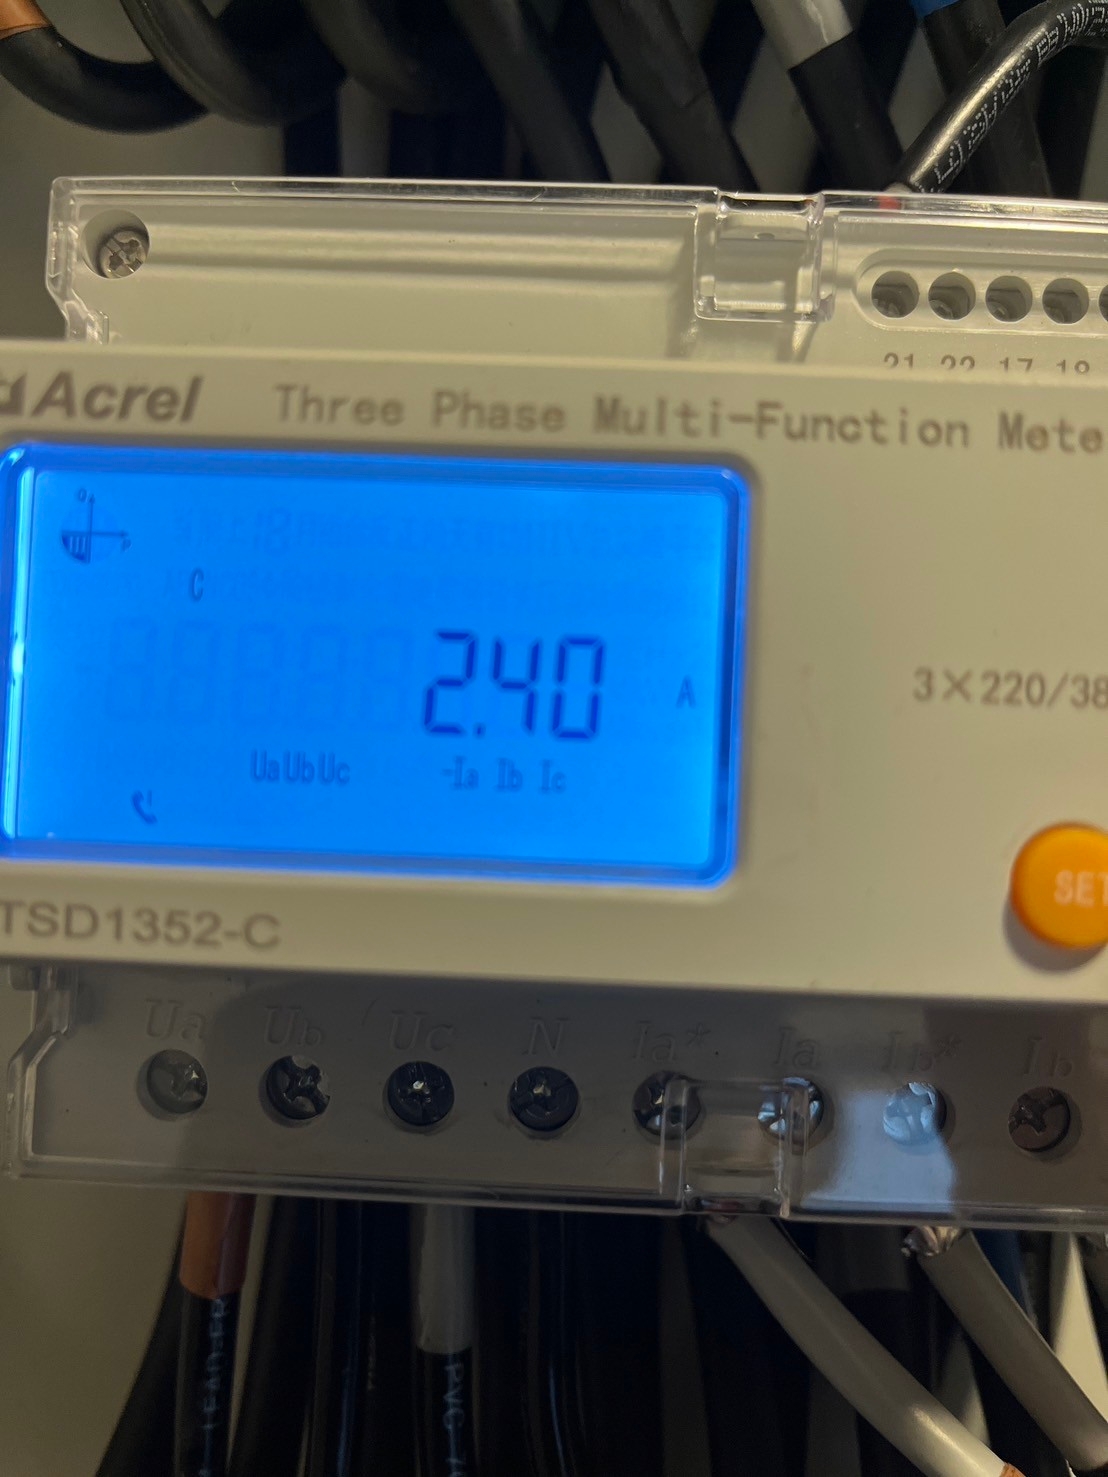 21 22 17 18
Acrel Three Phase Multi-Function Mete
C
2.40 A
Ua Ub Uc -Ia Ib Ic
3×220/38
SET
TSD1352-C
Ua Ub Uc N Ia* Ia Ib* Ib